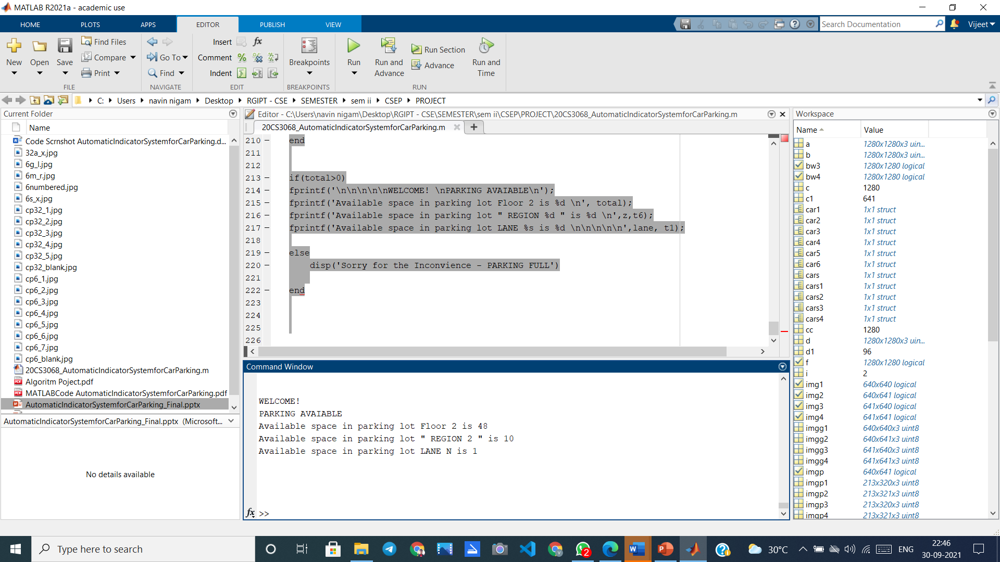 MATLAB R2021a - academic use
HOME PLOTS APPS EDITOR PUBLISH VIEW
Search Documentation
Vijeet
New
Open
Save
Find Files
Compare
Print
FILE
Go To
Find
NAVIGATE
Insert
fx
Comment
Indent
EDIT
Breakpoints
BREAKPOINTS
Run
Run and Advance
Run Section
Advance
Run and Time
RUN
C: Users navin nigam Desktop RGIPT - CSE SEMESTER sem ii CSEP PROJECT
Current Folder
Name
Code Scrnshot AutomaticIndicatorSystemforCarParking.d...
32a_x.jpg
6g_l.jpg
6m_r.jpg
6numbered.jpg
6s_x.jpg
cp32_1.jpg
cp32_2.jpg
cp32_3.jpg
cp32_4.jpg
cp32_5.jpg
cp32_blank.jpg
cp6_1.jpg
cp6_2.jpg
cp6_3.jpg
cp6_4.jpg
cp6_5.jpg
cp6_6.jpg
cp6_7.jpg
cp6_blank.jpg
20CS3068_AutomaticIndicatorSystemforCarParking.m
Algoritm Poject.pdf
MATLABCode AutomaticIndicatorSystemforCarParking.pdf
AutomaticIndicatorSystemforCarParking_Final.pptx
AutomaticIndicatorSystemforCarParking_Final.pptx (Microsoft...
No details available
Editor - C:\Users\navin nigam\Desktop\RGIPT - CSE\SEMESTER\sem ii\CSEP\PROJECT\20CS3068_AutomaticIndicatorSystemforCarParking.m
20CS3068_AutomaticIndicatorSystemforCarParking.m
210 — end
211
212
213 — if(total>0)
214 — fprintf('\n\n\n\n\nWELCOME! \nPARKING AVAIABLE\n');
215 — fprintf('Available space in parking lot Floor 2 is %d \n', total);
216 — fprintf('Available space in parking lot " REGION %d " is %d \n',z,t6);
217 — fprintf('Available space in parking lot LANE %s is %d \n\n\n\n\n',lane, t1);
218
219 — else
220 — disp('Sorry for the Inconvience - PARKING FULL')
221
222 — end
223
224
225
226
Command Window
WELCOME!
PARKING AVAIABLE
Available space in parking lot Floor 2 is 48
Available space in parking lot " REGION 2 " is 10
Available space in parking lot LANE N is 1
fx >>
Workspace
Name Value
a 1280x1280x3 uin...
b 1280x1280x3 uin...
bw3 1280x1280 logical
bw4 1280x1280 logical
c 1280
c1 641
car1 1x1 struct
car2 1x1 struct
car3 1x1 struct
car4 1x1 struct
car5 1x1 struct
car6 1x1 struct
cars 1x1 struct
cars1 1x1 struct
cars2 1x1 struct
cars3 1x1 struct
cars4 1x1 struct
cc 1280
d 1280x1280x3 uin...
d1 96
f 1280x1280 logical
i 2
img1 640x640 logical
img2 640x641 logical
img3 641x640 logical
img4 641x641 logical
imgg1 640x640x3 uint8
imgg2 640x641x3 uint8
imgg3 641x640x3 uint8
imgg4 641x641x3 uint8
imgp 640x641 logical
imgp1 213x320x3 uint8
imgp2 213x321x3 uint8
imgp3 213x320x3 uint8
imgp4 213x321x3 uint8
Type here to search
2
30°C
ENG
22:46
30-09-2021